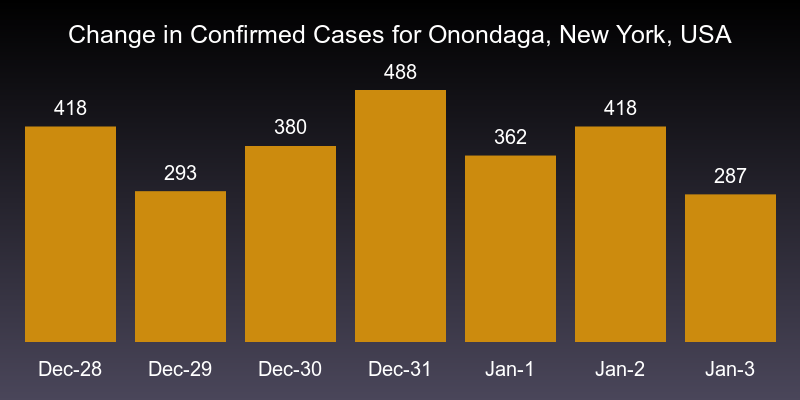 Change in Confirmed Cases for Onondaga, New York, USA
418
293
380
488
362
418
287
Dec-28
Dec-29
Dec-30
Dec-31
Jan-1
Jan-2
Jan-3